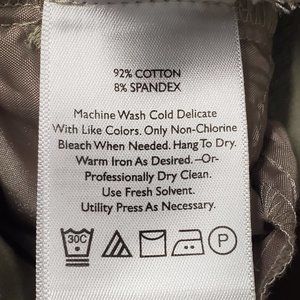 92% COTTON
8% SPANDEX
Machine Wash Cold Delicate
With Like Colors. Only Non-Chlorine
Bleach When Needed. Hang To Dry.
Warm Iron As Desired. –Or-
Professionally Dry Clean.
Use Fresh Solvent.
Utility Press As Necessary.
30C P